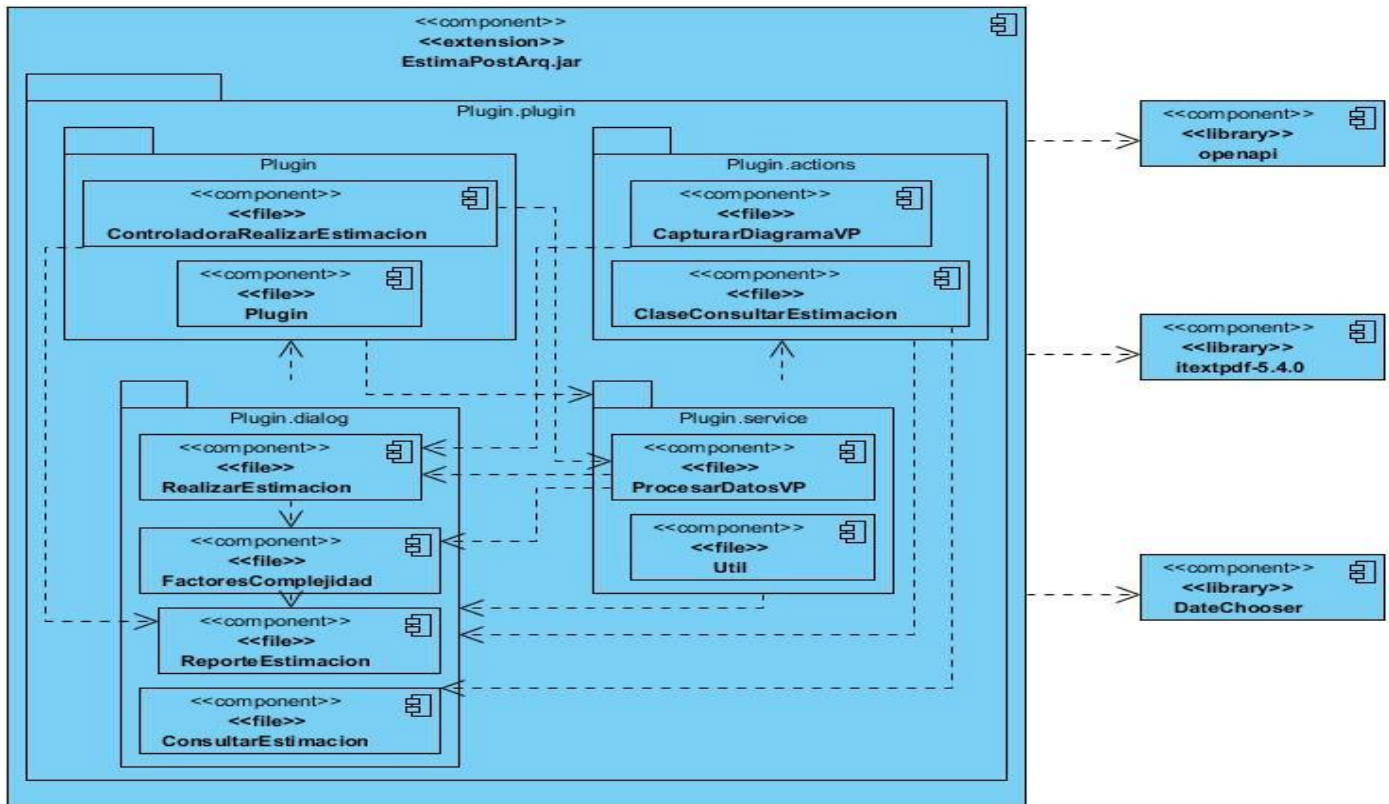 <<component>>
<<extension>>
EstimaPostArq.jar
Plugin.plugin
Plugin
<<component>>
<<file>>
ControladoraRealizarEstimacion
<<component>>
<<file>>
Plugin
Plugin.actions
<<component>>
<<file>>
CapturarDiagramaVP
<<component>>
<<file>>
ClaseConsultarEstimacion
Plugin.dialog
<<component>>
<<file>>
RealizarEstimacion
<<component>>
<<file>>
FactoresComplejidad
<<component>>
<<file>>
ReporteEstimacion
<<component>>
<<file>>
ConsultarEstimacion
Plugin.service
<<component>>
<<file>>
ProcesarDatosVP
<<component>>
<<file>>
Util
<<component>>
<<library>>
openapi
<<component>>
<<library>>
itextpdf-5.4.0
<<component>>
<<library>>
DateChooser